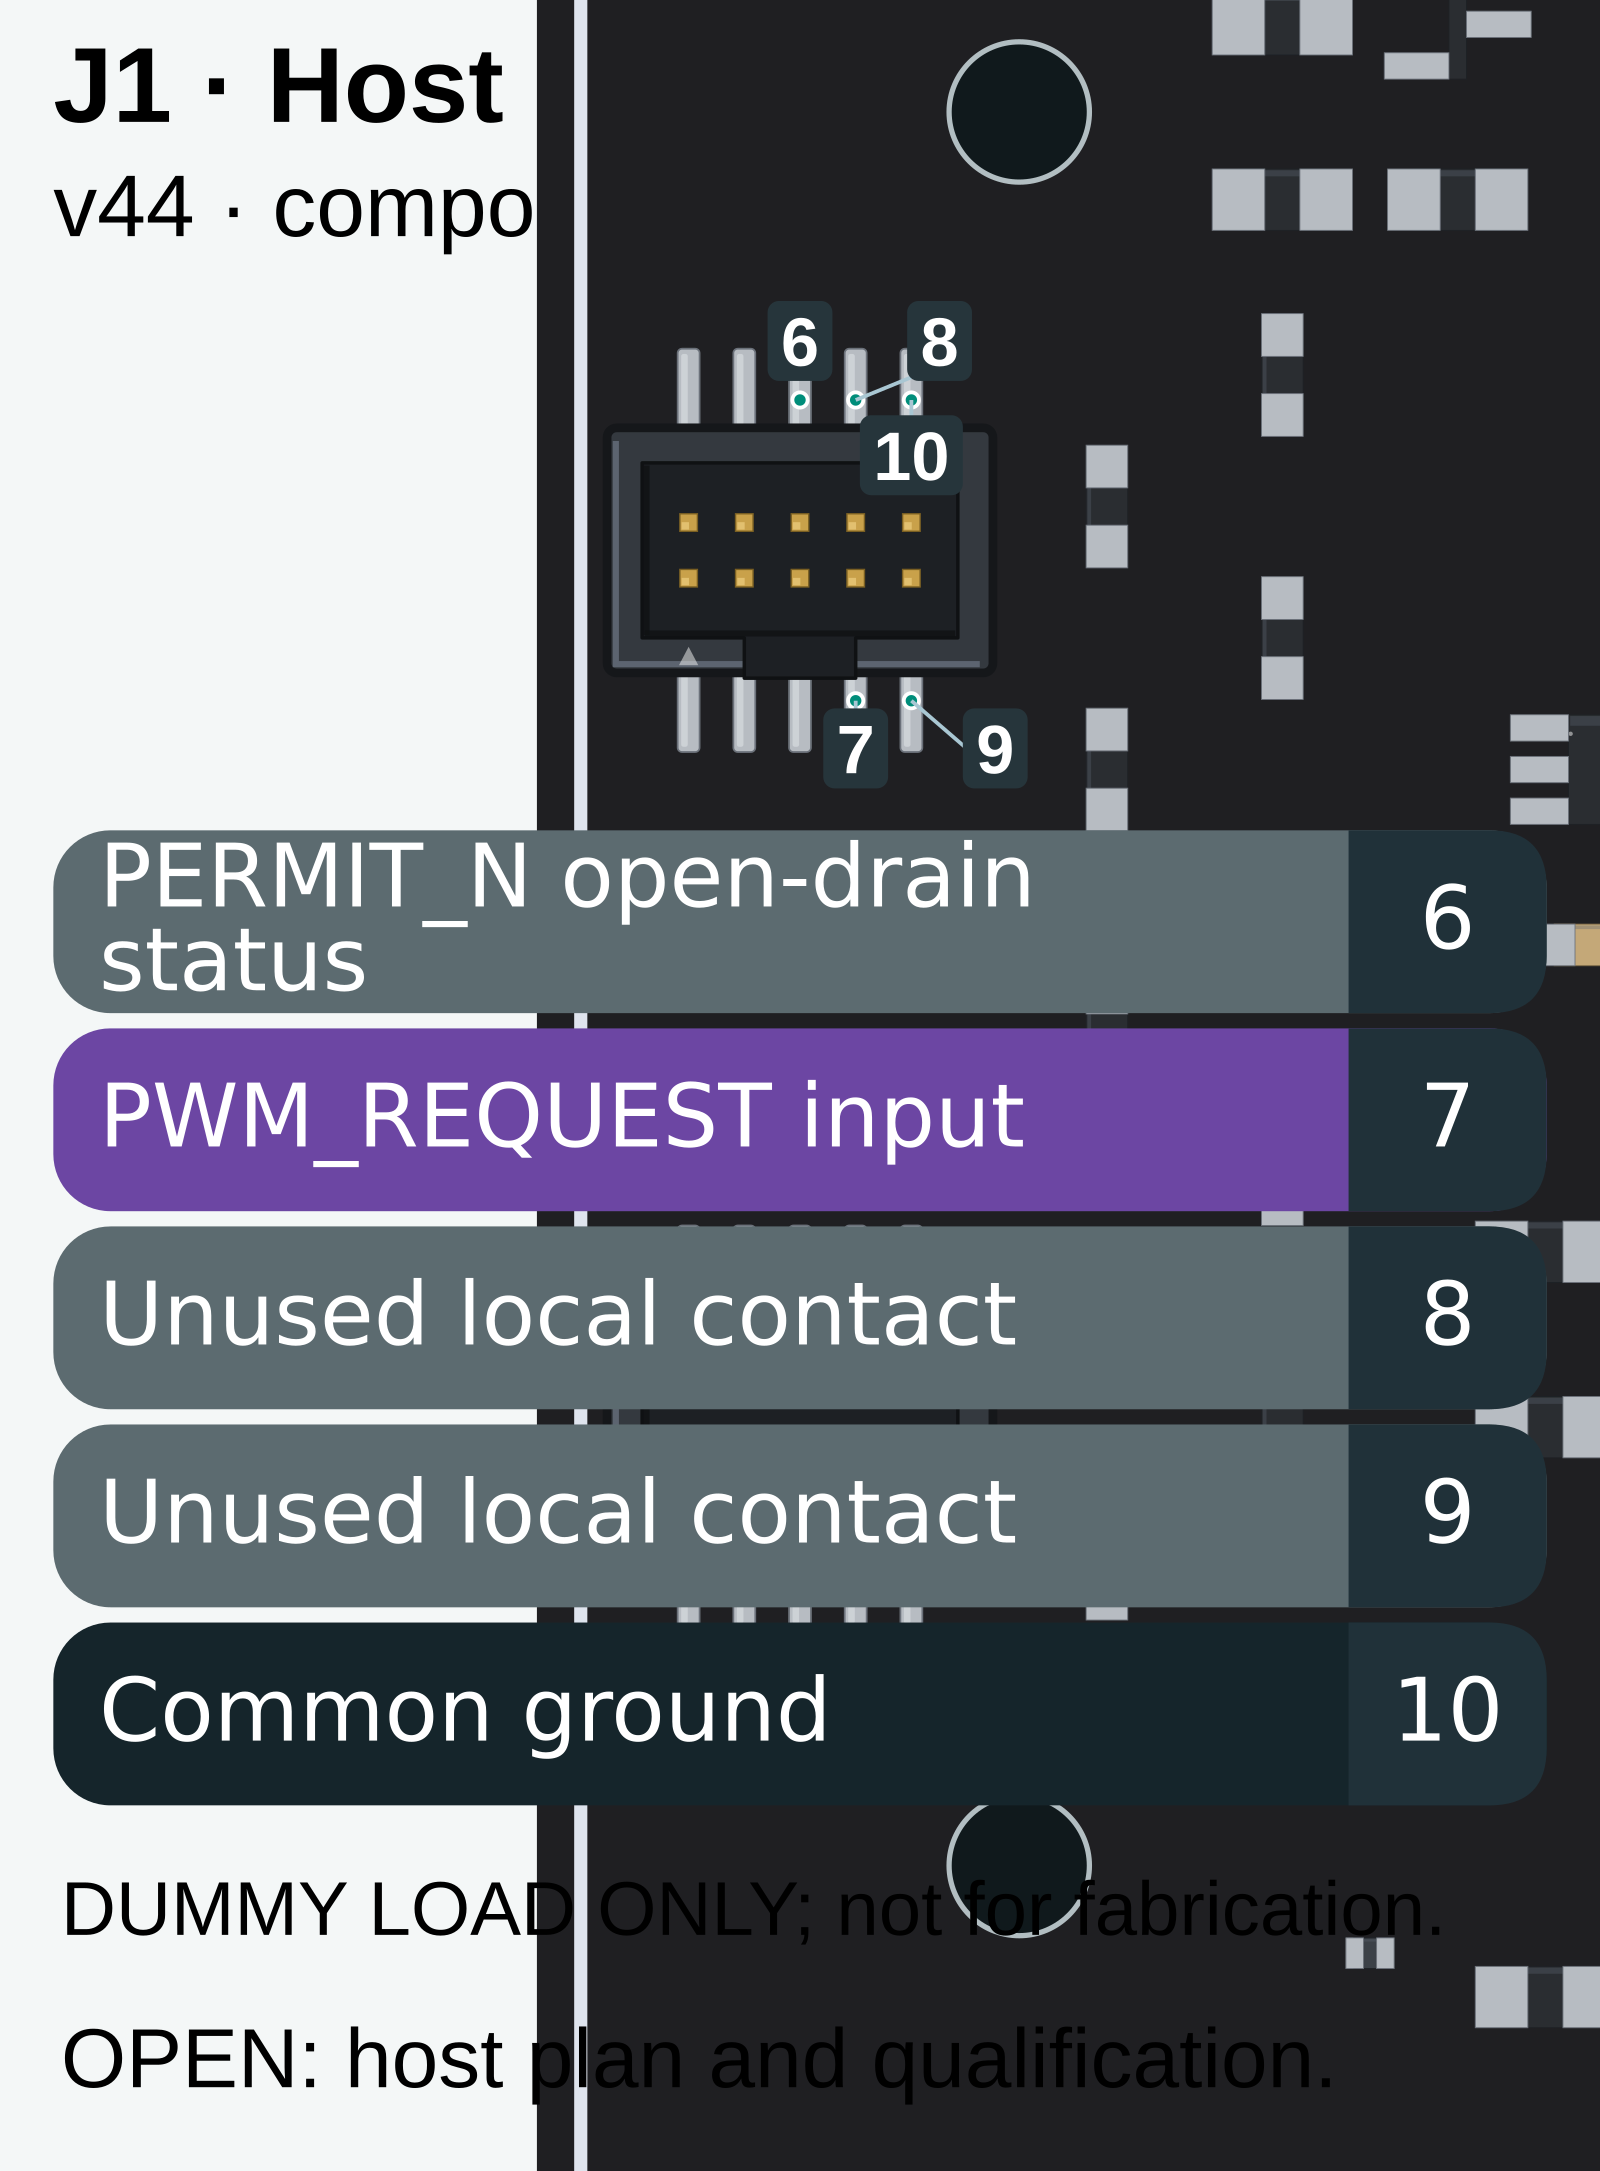 J1 · Host
v44 · compo
6 8
10
7 9
PERMIT_N open-drain
status
6
PWM_REQUEST input 7
Unused local contact 8
Unused local contact 9
Common ground 10
DUMMY LOAD ONLY; not for fabrication.
OPEN: host plan and qualification.